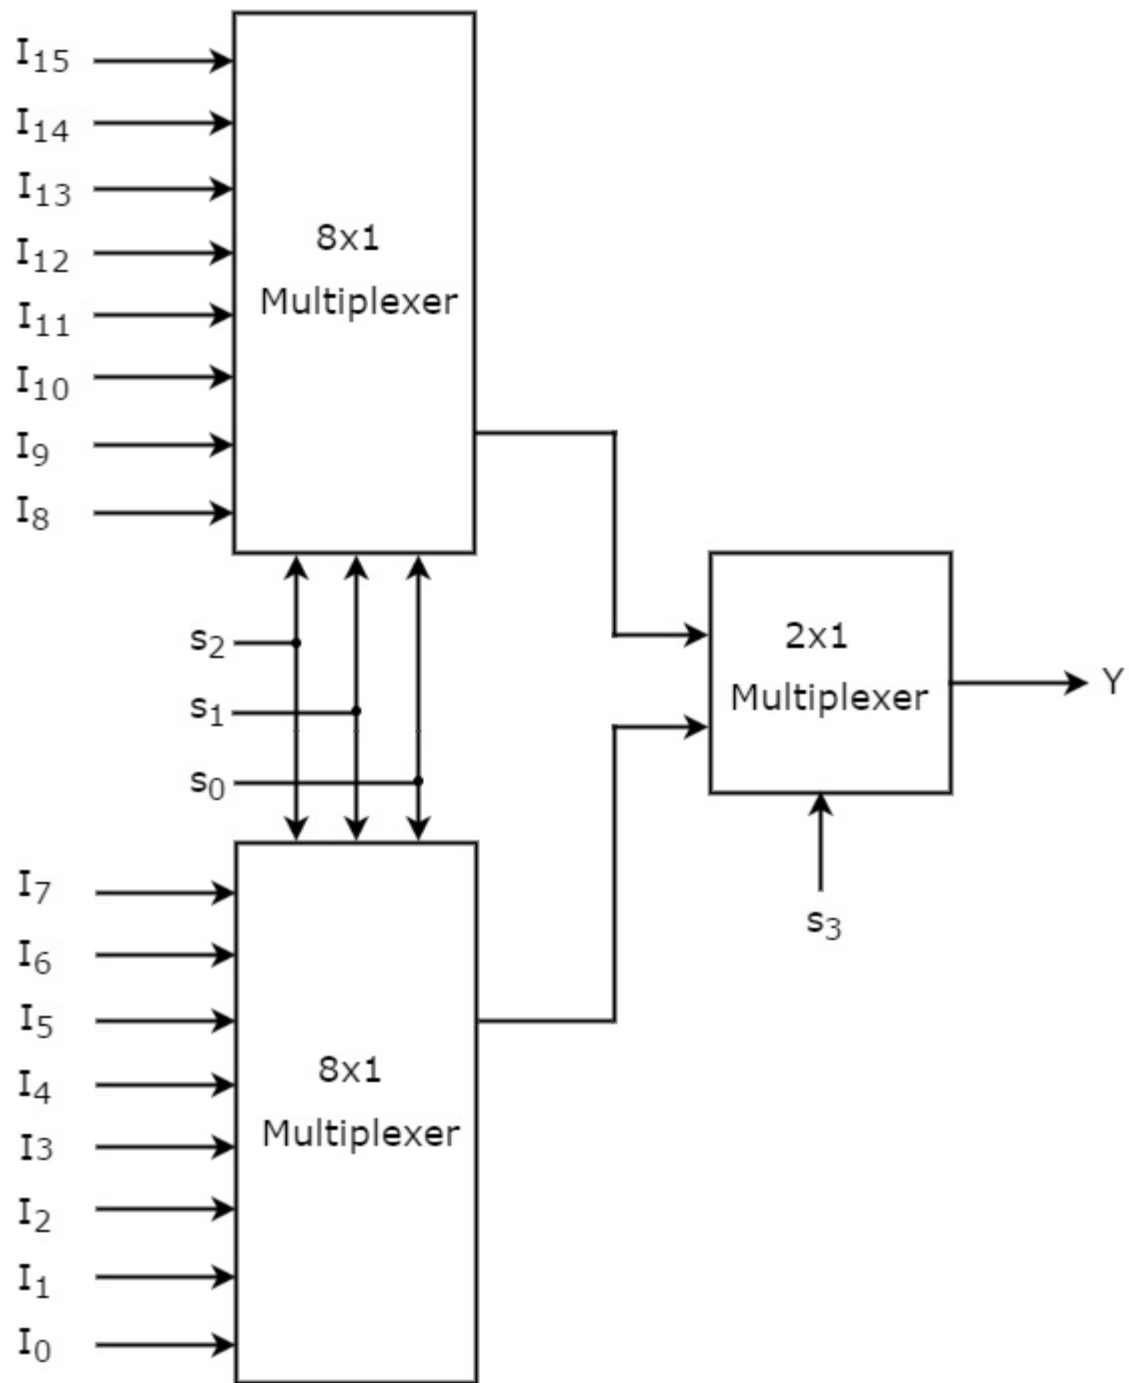 I15
I14
I13
I12
I11
I10
I9
I8
8x1
Multiplexer
s2
s1
s0
2x1
Multiplexer
Y
s3
I7
I6
I5
I4
I3
I2
I1
I0
8x1
Multiplexer